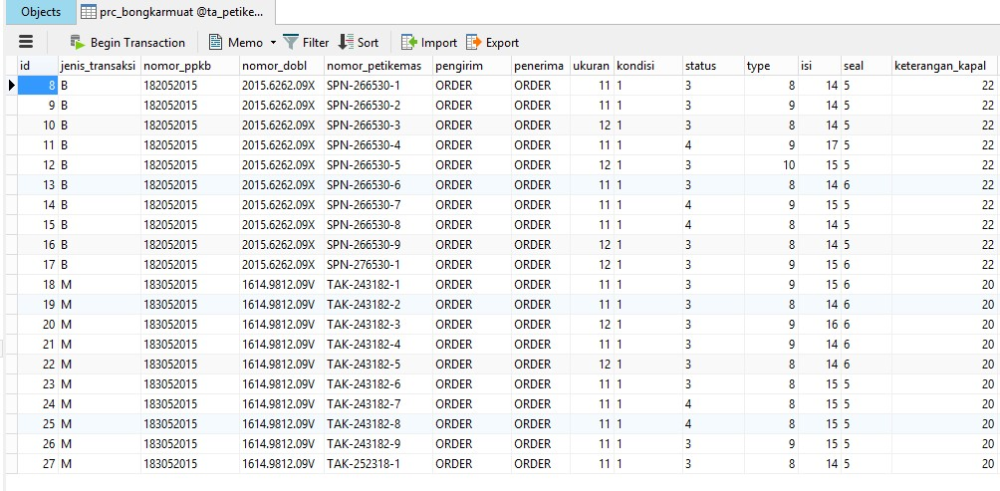 Objects prc_bongkarmuat @ta_petike...
Begin Transaction Memo Filter Sort Import Export
id jenis_transaksi nomor_ppkb nomor_dobl nomor_petikemas pengirim penerima ukuran kondisi status type isi seal keterangan_kapal
8 B 182052015 2015.6262.09X SPN-266530-1 ORDER ORDER 11 1 3 8 14 5 22
9 B 182052015 2015.6262.09X SPN-266530-2 ORDER ORDER 11 1 3 9 14 5 22
10 B 182052015 2015.6262.09X SPN-266530-3 ORDER ORDER 12 1 3 8 14 5 22
11 B 182052015 2015.6262.09X SPN-266530-4 ORDER ORDER 11 1 4 9 17 5 22
12 B 182052015 2015.6262.09X SPN-266530-5 ORDER ORDER 12 1 3 10 15 5 22
13 B 182052015 2015.6262.09X SPN-266530-6 ORDER ORDER 11 1 3 8 14 6 22
14 B 182052015 2015.6262.09X SPN-266530-7 ORDER ORDER 11 1 4 9 15 5 22
15 B 182052015 2015.6262.09X SPN-266530-8 ORDER ORDER 11 1 4 8 14 5 22
16 B 182052015 2015.6262.09X SPN-266530-9 ORDER ORDER 12 1 3 8 14 5 22
17 B 182052015 2015.6262.09X SPN-276530-1 ORDER ORDER 12 1 3 9 15 6 22
18 M 183052015 1614.9812.09V TAK-243182-1 ORDER ORDER 11 1 3 9 15 6 20
19 M 183052015 1614.9812.09V TAK-243182-2 ORDER ORDER 11 1 3 8 14 6 20
20 M 183052015 1614.9812.09V TAK-243182-3 ORDER ORDER 12 1 3 9 16 6 20
21 M 183052015 1614.9812.09V TAK-243182-4 ORDER ORDER 11 1 3 9 14 6 20
22 M 183052015 1614.9812.09V TAK-243182-5 ORDER ORDER 12 1 3 8 14 6 20
23 M 183052015 1614.9812.09V TAK-243182-6 ORDER ORDER 11 1 3 8 15 5 20
24 M 183052015 1614.9812.09V TAK-243182-7 ORDER ORDER 11 1 4 8 15 5 20
25 M 183052015 1614.9812.09V TAK-243182-8 ORDER ORDER 11 1 4 8 15 5 20
26 M 183052015 1614.9812.09V TAK-243182-9 ORDER ORDER 11 1 3 9 15 5 20
27 M 183052015 1614.9812.09V TAK-252318-1 ORDER ORDER 11 1 3 8 14 5 20